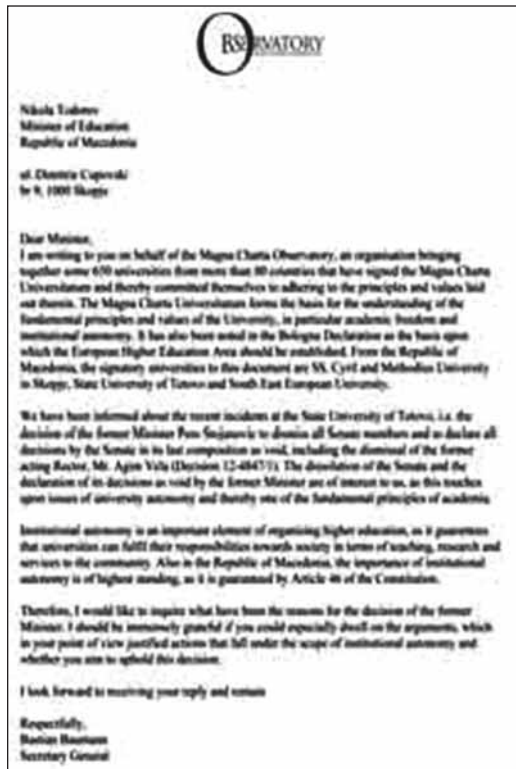 OBSERVATORY
Nikola Todorov
Minister of Education
Republic of Macedonia
ul. Dimitrie Cupovski
br 9, 1000 Skopje
Dear Minister,
I am writing to you on behalf of the Magna Charta Observatory, an organisation bringing
together some 650 universities from more than 80 countries that have signed the Magna Charta
Universitatum and thereby committed themselves to adhering to the principles and values laid
out therein. The Magna Charta Universitatum forms the basis for the understanding of the
fundamental principles and values of the University, in particular academic freedom and
institutional autonomy. It has also been noted in the Bologna Declaration as the basis upon
which the European Higher Education Area should be established. From the Republic of
Macedonia, the signatory universities to this document are SS. Cyril and Methodius University
in Skopje, State University of Tetovo and South East European University.
We have been informed about the recent incidents at the State University of Tetovo, i.e. the
decision of the former Minister Pero Stojanovic to dismiss all Senate members and to declare all
decisions by the Senate in its last composition as void, including the dismissal of the former
acting Rector, Mr. Agron (Decision The dissolution of the Senate and the
declaration of its decisions as void by the former Minister are of interest to us, as this touches
upon issues of university autonomy and thereby one of the fundamental principles of academia.
Institutional autonomy is an important element of organising higher education, as it guarantees
that universities can fulfil their responsibilities towards society in terms of teaching, research and
services to the community. Also in the Republic of Macedonia, the importance of institutional
autonomy is of highest standing, as it is guaranteed by Article 46 of the Constitution.
Therefore, I would like to inquire what have been the reasons for the decision of the former
Minister. I should be immensely grateful if you could especially dwell on the arguments, which
in your point of view justified actions that fall under the scope of institutional autonomy and
whether you aim to uphold this decision.
I look forward to receiving your reply and remain
Respectfully,
Bastian Baumann
Secretary General